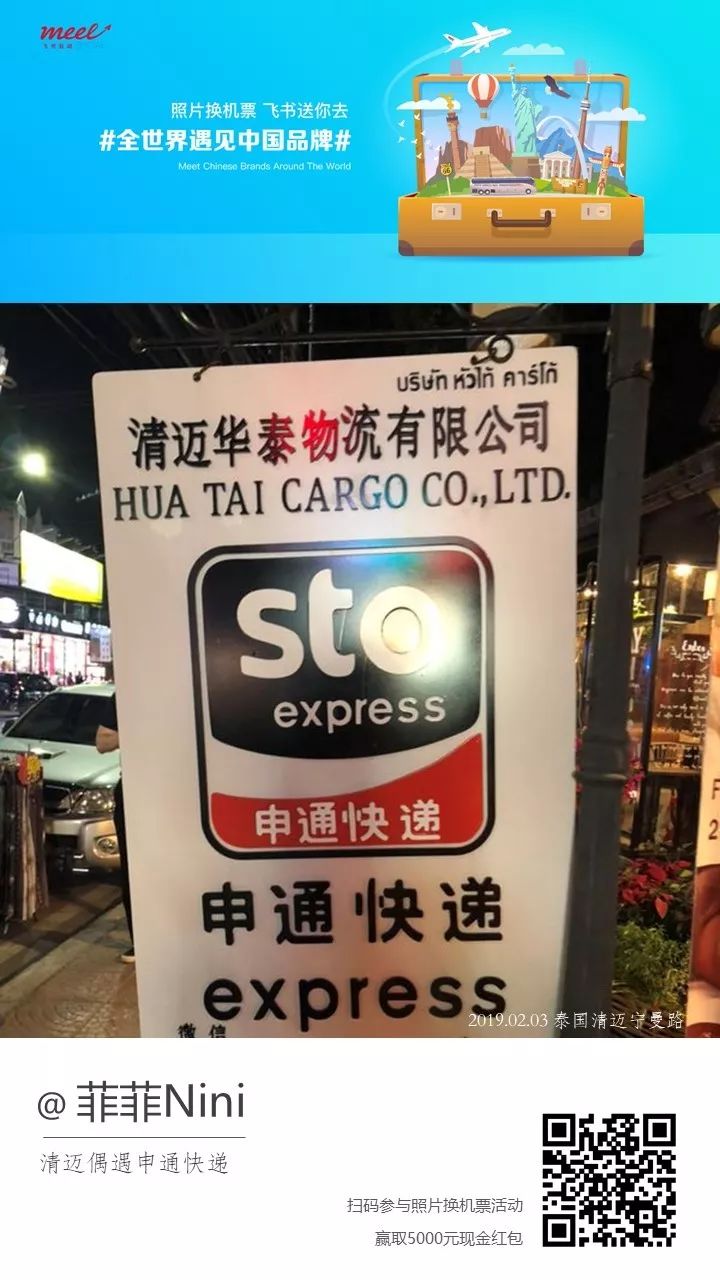 meel
照片换机票 飞书送你去
#全世界遇见中国品牌#
Meet Chinese Brands Around The World
บริษัท หัวไท้ คาร์โก้
清迈华泰物流有限公司
HUA TAI CARGO CO.,LTD.
sto
express
申通快递
申通快递
express
微 信
2019.02.03 泰国清迈宁曼路
@ 菲菲Nini
清迈偶遇申通快递
扫码参与照片换机票活动
赢取5000元现金红包